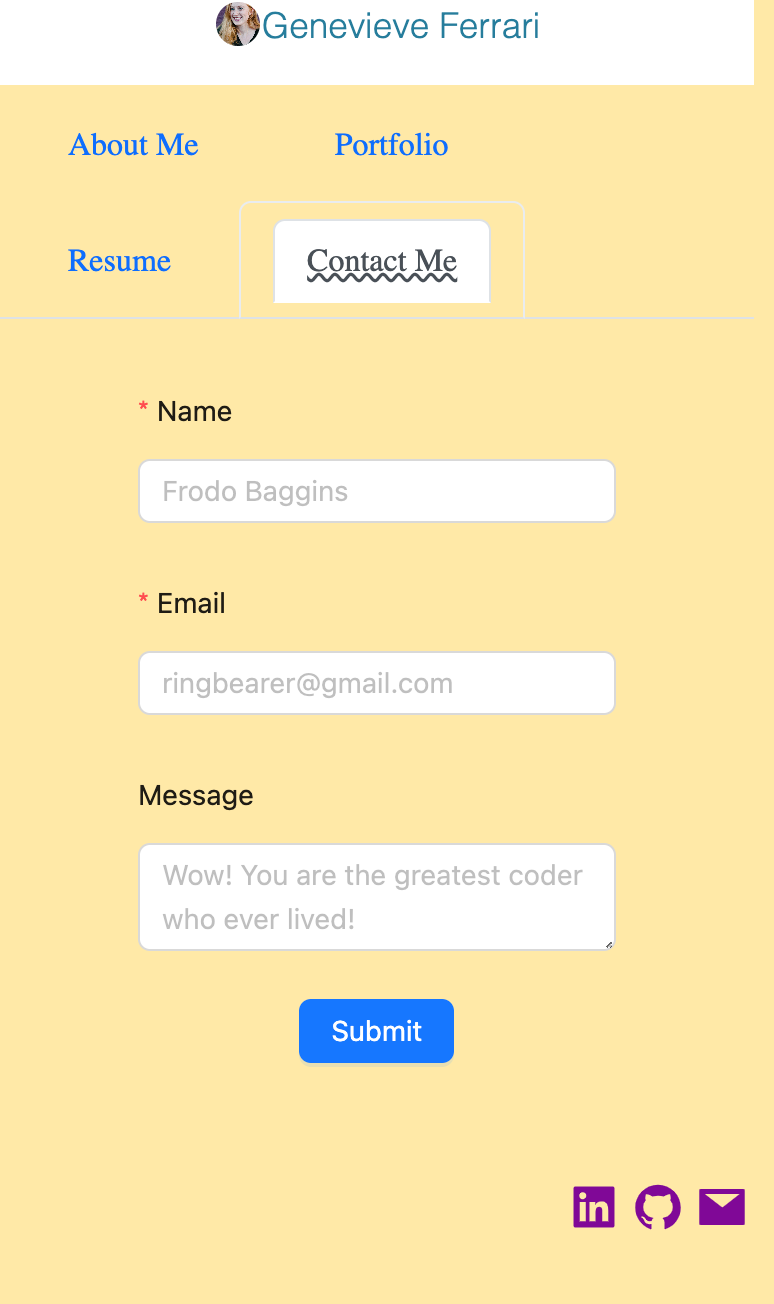 Genevieve Ferrari
About Me Portfolio
Resume Contact Me
* Name
Frodo Baggins
* Email
ringbearer@gmail.com
Message
Wow! You are the greatest coder
who ever lived!
Submit
in